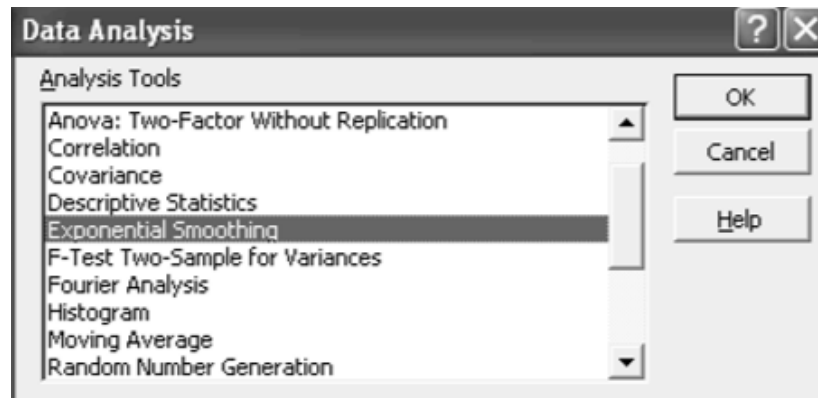 Data Analysis
Analysis Tools
Anova: Two-Factor Without Replication
Correlation
Covariance
Descriptive Statistics
Exponential Smoothing
F-Test Two-Sample for Variances
Fourier Analysis
Histogram
Moving Average
Random Number Generation
OK
Cancel
Help